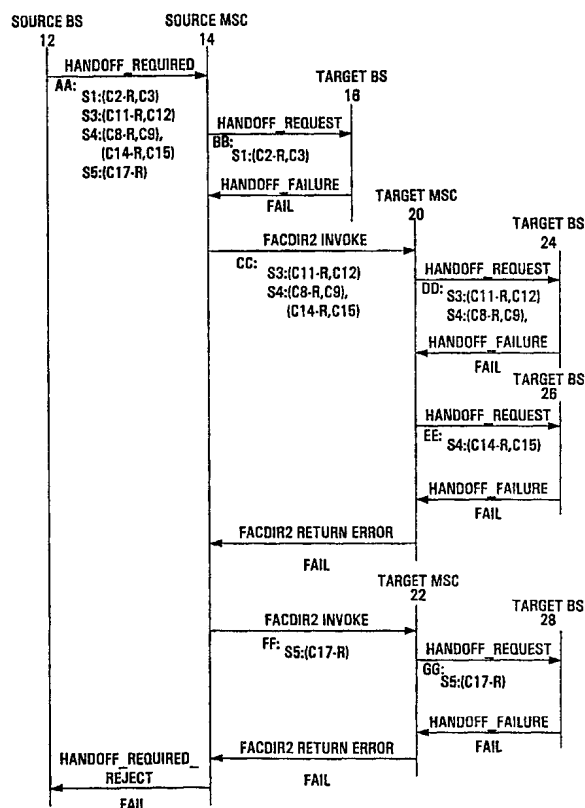 SOURCE BS
12
SOURCE MSC
14
HANDOFF_REQUIRED
AA:
S1:(C2-R,C3)
S3:(C11-R,C12)
S4:(C8-R,C9),
(C14-R,C15)
S5:(C17-R)
TARGET BS
16
HANDOFF_REQUEST
BB:
S1:(C2-R,C3)
HANDOFF_FAILURE
FAIL
TARGET MSC
20
FACDIR2 INVOKE
CC:
S3:(C11-R,C12)
S4:(C8-R,C9),
(C14-R,C15)
TARGET BS
24
HANDOFF_REQUEST
DD:
S3:(C11-R,C12)
S4:(C8-R,C9),
HANDOFF_FAILURE
FAIL
TARGET BS
26
HANDOFF_REQUEST
EE:
S4:(C14-R,C15)
HANDOFF_FAILURE
FAIL
FACDIR2 RETURN ERROR
FAIL
TARGET MSC
22
FACDIR2 INVOKE
FF:
S5:(C17-R)
TARGET BS
28
HANDOFF_REQUEST
GG:
S5:(C17-R)
HANDOFF_FAILURE
FAIL
FACDIR2 RETURN ERROR
FAIL
HANDOFF_REQUIRED_
REJECT
FAIL